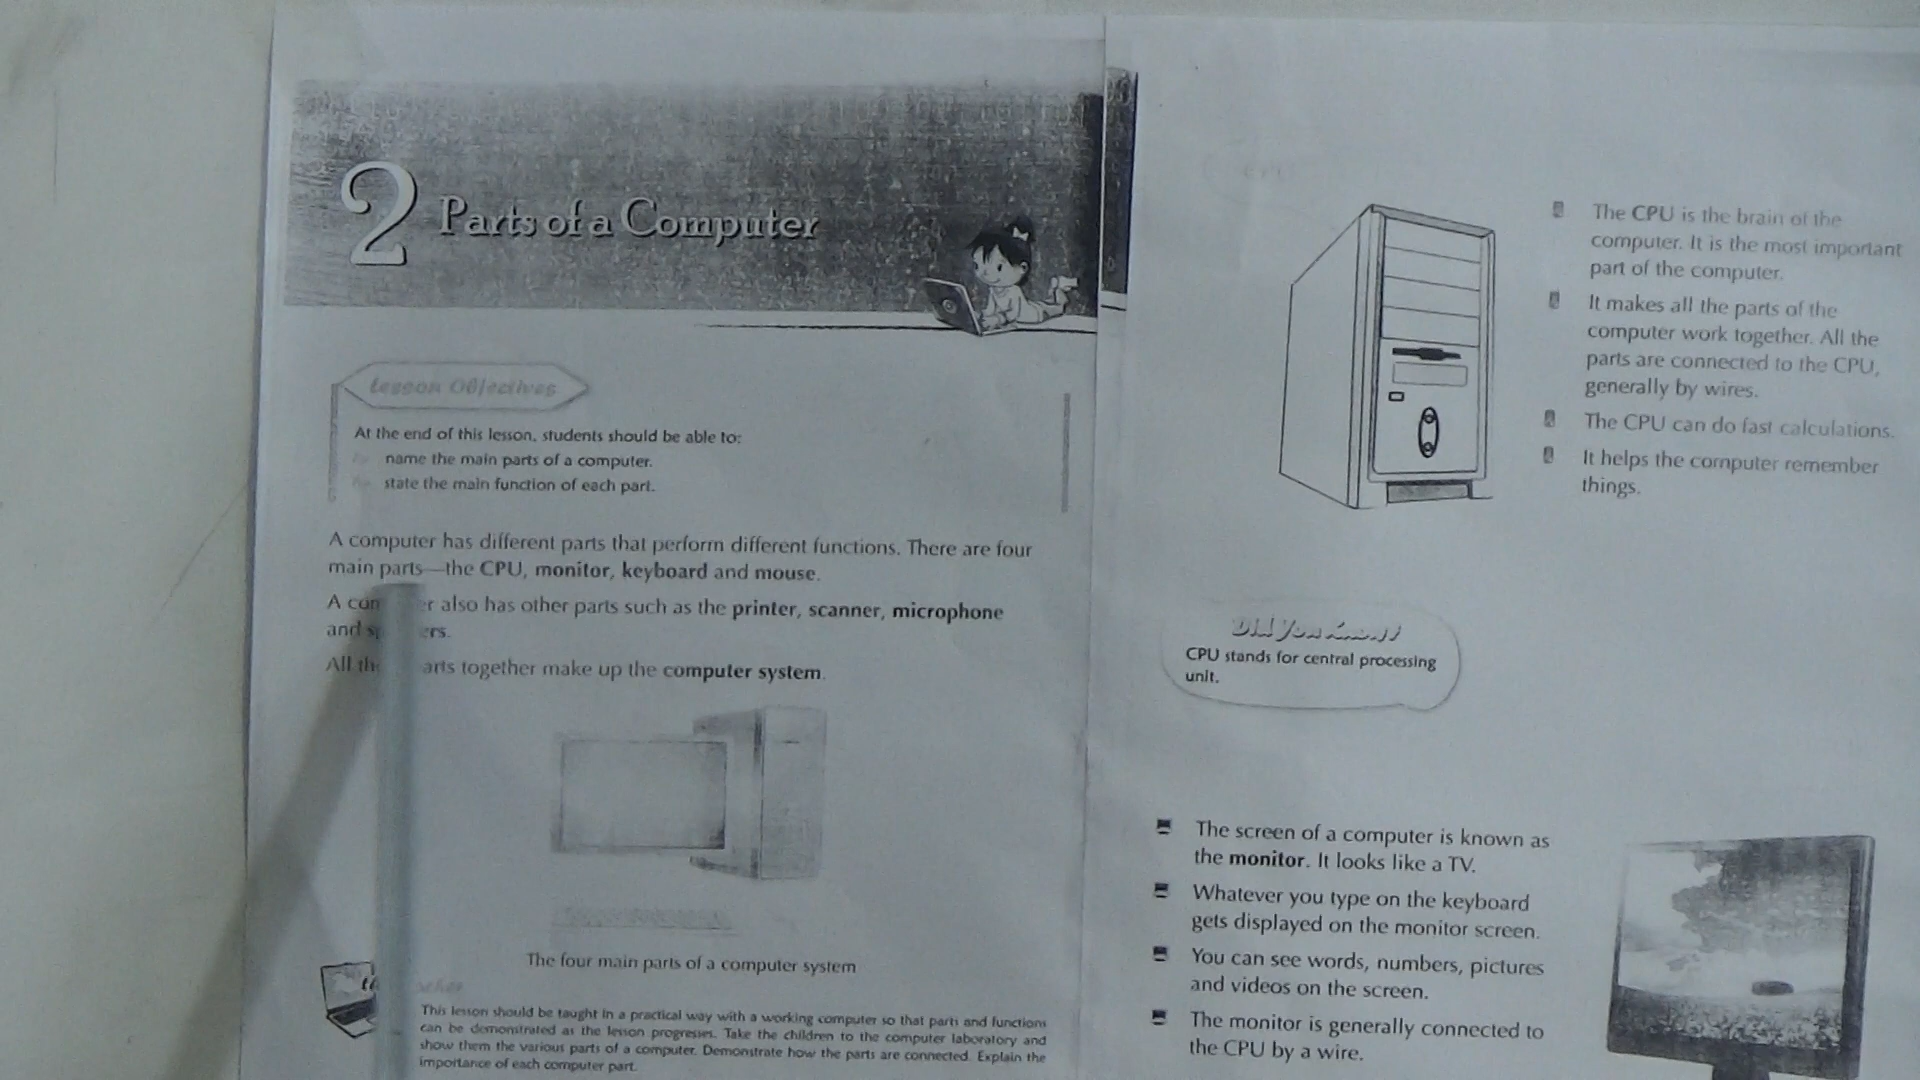 2 Parts of a Computer
Lesson Objectives
At the end of this lesson, students should be able to:
name the main parts of a computer.
state the main function of each part.
A computer has different parts that perform different functions. There are four
main parts—the CPU, monitor, keyboard and mouse.
A also has other parts such as the printer, scanner, microphone
and
All together make up the computer system.
The four main parts of a computer system
This lesson should be taught in a practical way with a working computer so that parts and functions
can be demonstrated as the lesson progresses. Take the children to the computer laboratory and
show them the various parts of a computer. Demonstrate how the parts are connected. Explain the
importance of each computer part.
The CPU is the brain of the
computer. It is the most important
part of the computer.
It makes all the parts of the
computer work together. All the
parts are connected to the CPU,
generally by wires.
The CPU can do fast calculations.
It helps the computer remember
things.
Did You Know?
CPU stands for central processing
unit.
The screen of a computer is known as
the monitor. It looks like a TV.
Whatever you type on the keyboard
gets displayed on the monitor screen.
You can see words, numbers, pictures
and videos on the screen.
The monitor is generally connected to
the CPU by a wire.